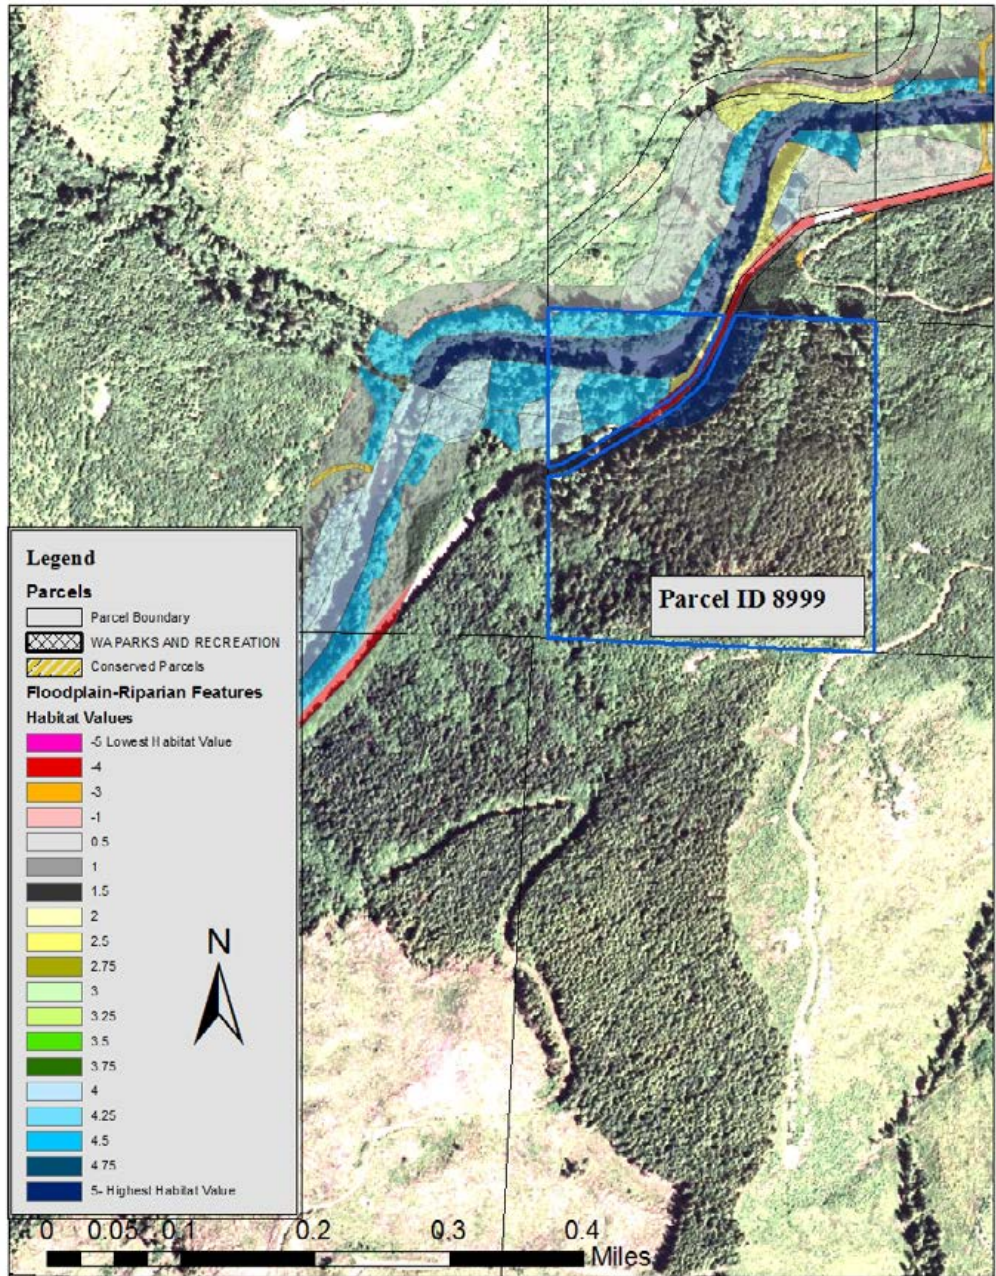 Parcel ID 8999
Legend
Parcels
Parcel Boundary
WA PARKS AND RECREATION
Conserved Parcels
Floodplain-Riparian Features
Habitat Values
-5 Lowest Habitat Value
-4
-3
-1
0.5
1
1.5
2
2.5
2.75
3
3.25
3.5
3.75
4
4.25
4.5
4.75
5- Highest Habitat Value
N
0 0.05 0.1 0.2 0.3 0.4
Miles